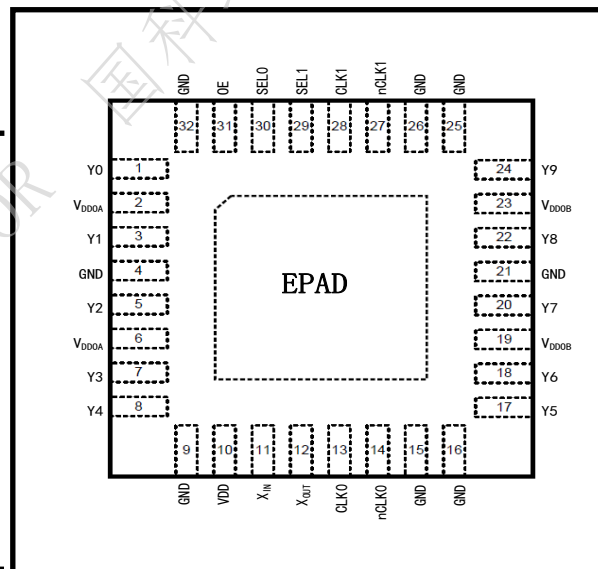 国科
OR
GND OE SEL0 SEL1 CLK1 nCLK1 GND GND
32 31 30 29 28 27 26 25
Y0 1 24 Y9
VDDOA 2 23 VDDOB
Y1 3 22 Y8
GND 4 21 GND
EPAD
Y2 5 20 Y7
VDDOA 6 19 VDDOB
Y3 7 18 Y6
Y4 8 17 Y5
9 10 11 12 13 14 15 16
GND VDD XIN XOUT CLK0 nCLK0 GND GND